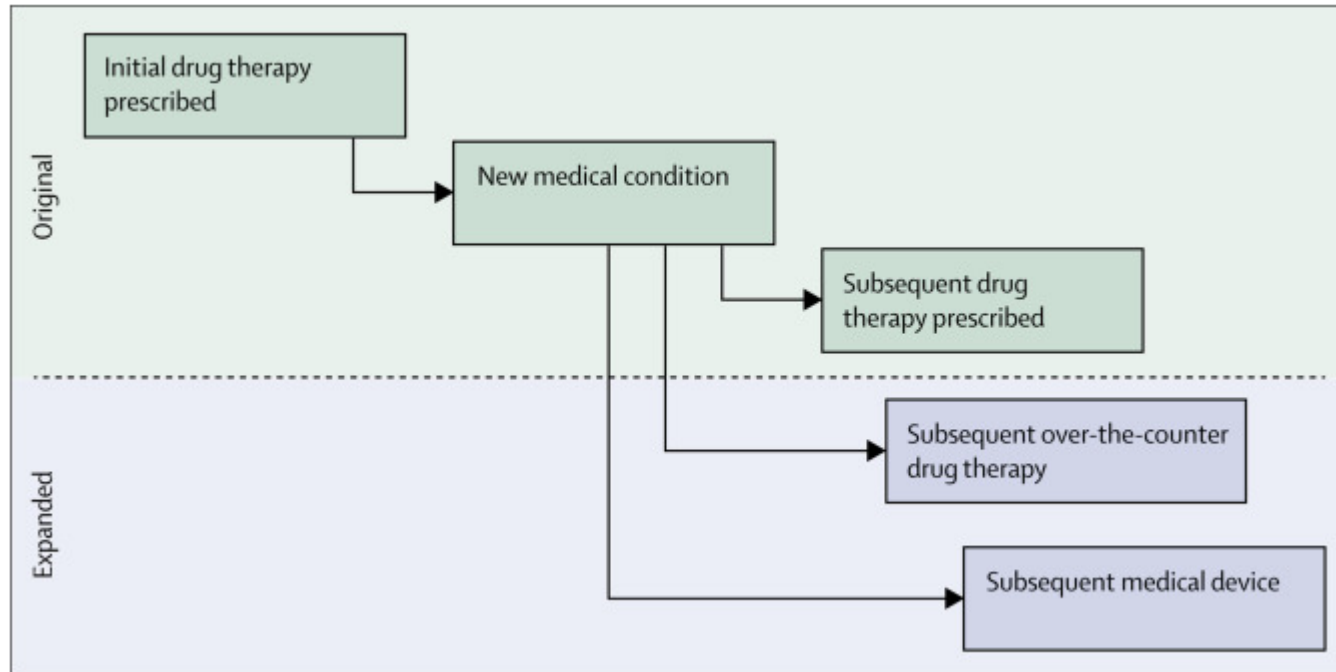 Original
Initial drug therapy
prescribed
New medical condition
Subsequent drug
therapy prescribed
Expanded
Subsequent over-the-counter
drug therapy
Subsequent medical device